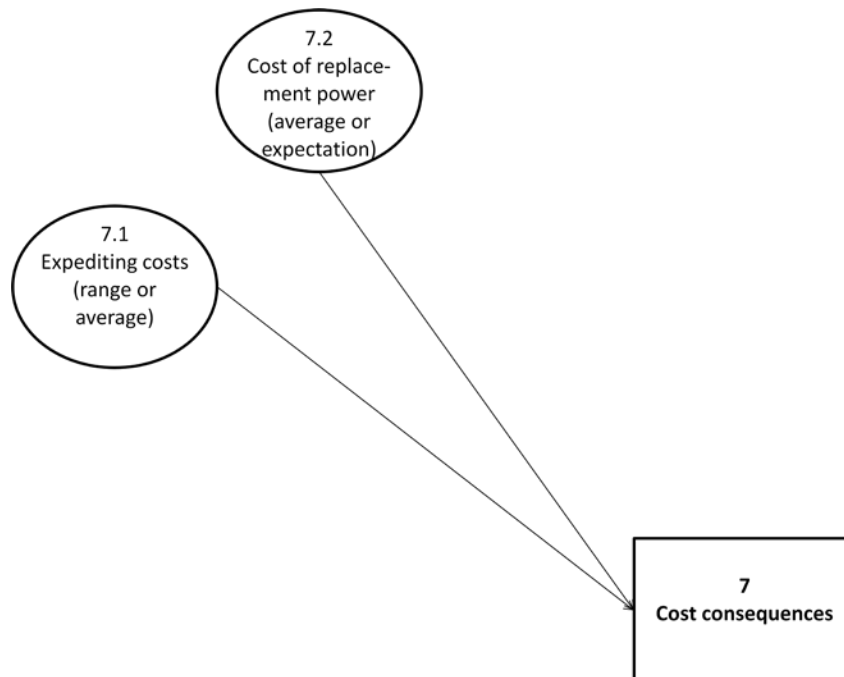 7.2
Cost of replace-
ment power
(average or
expectation)
7.1
Expediting costs
(range or
average)
7
Cost consequences